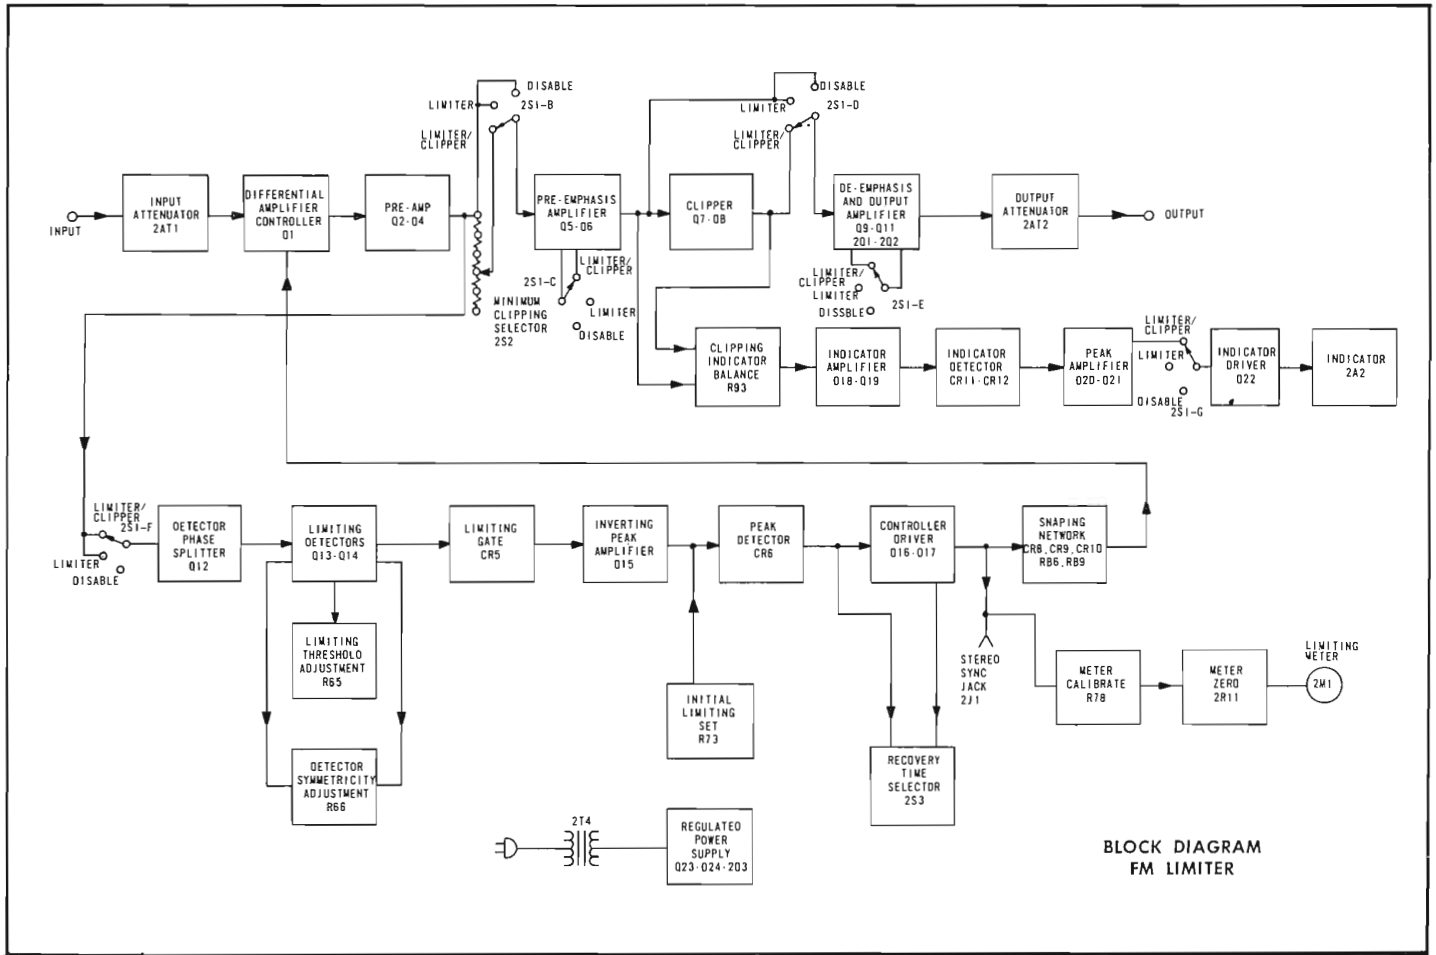 DISABLE
LIMITER
2S1-B
LIMITER/
CLIPPER
DISABLE
LIMITER
2S1-D
LIMITER/
CLIPPER
INPUT
INPUT
ATTENUATOR
2AT1
DIFFERENTIAL
AMPLIFIER
CONTROLLER
Q1
PRE-AMP
Q2-Q4
PRE-EMPHASIS
AMPLIFIER
Q5-Q6
CLIPPER
Q7-Q8
DE-EMPHASIS
AND OUTPUT
AMPLIFIER
Q9-Q11
2Q1-2Q2
OUTPUT
ATTENUATOR
2AT2
OUTPUT
MINIMUM
CLIPPING
SELECTOR
2S2
2S1-C
LIMITER/
CLIPPER
LIMITER
DISABLE
LIMITER/
CLIPPER
LIMITER
DISSBLE
2S1-E
CLIPPING
INDICATOR
BALANCE
R93
INDICATOR
AMPLIFIER
Q18-Q19
INDICATOR
DETECTOR
CR11-CR12
PEAK
AMPLIFIER
Q20-Q21
LIMITER/
CLIPPER
LIMITER
DISABLE
2S1-G
INDICATOR
DRIVER
Q22
INDICATOR
2A2
LIMITER/
CLIPPER
2S1-F
LIMITER
DISABLE
DETECTOR
PHASE
SPLITTER
Q12
LIMITING
DETECTORS
Q13-Q14
LIMITING
GATE
CR5
INVERTING
PEAK
AMPLIFIER
Q15
PEAK
DETECTOR
CR6
CONTROLLER
DRIVER
Q16-Q17
SNAPING
NETWORK
CR8,CR9,CR10
R86,R89
LIMITING
THRESHOLD
ADJUSTMENT
R65
DETECTOR
SYMMETRICITY
ADJUSTMENT
R66
INITIAL
LIMITING
SET
R73
RECOVERY
TIME
SELECTOR
2S3
STEREO
SYNC
JACK
2J1
METER
CALIBRATE
R78
METER
ZERO
2R11
LIMITING
METER
2M1
2T4
REGULATED
POWER
SUPPLY
Q23-Q24-2Q3
BLOCK DIAGRAM
FM LIMITER